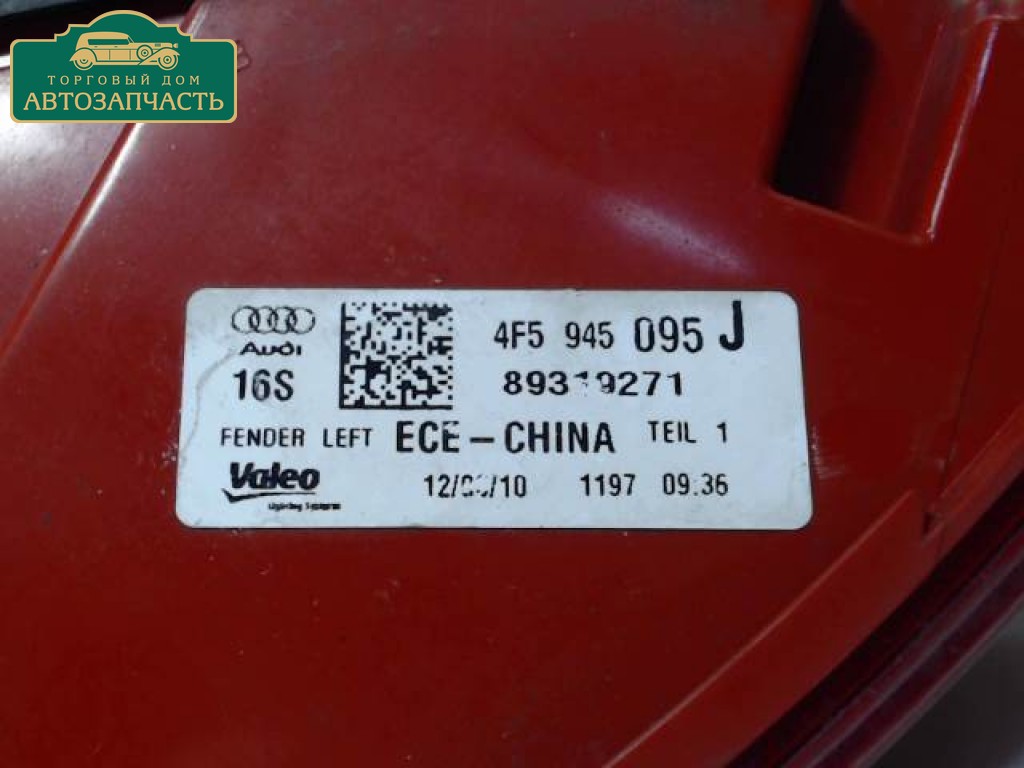 ТОРГОВЫЙ ДОМ
АВТОЗАПЧАСТЬ
Audi
4F5 945 095 J
16S
FENDER LEFT ECE-CHINA TEIL 1
Valeo
1197 09:36